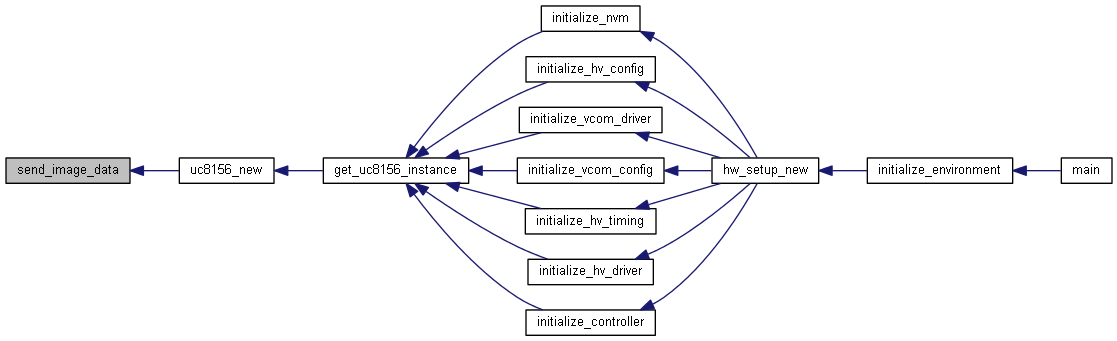 initialize_nvm
initialize_hv_config
initialize_vcom_driver
send_image_data
uc8156_new
get_uc8156_instance
initialize_vcom_config
hw_setup_new
initialize_environment
main
initialize_hv_timing
initialize_hv_driver
initialize_controller